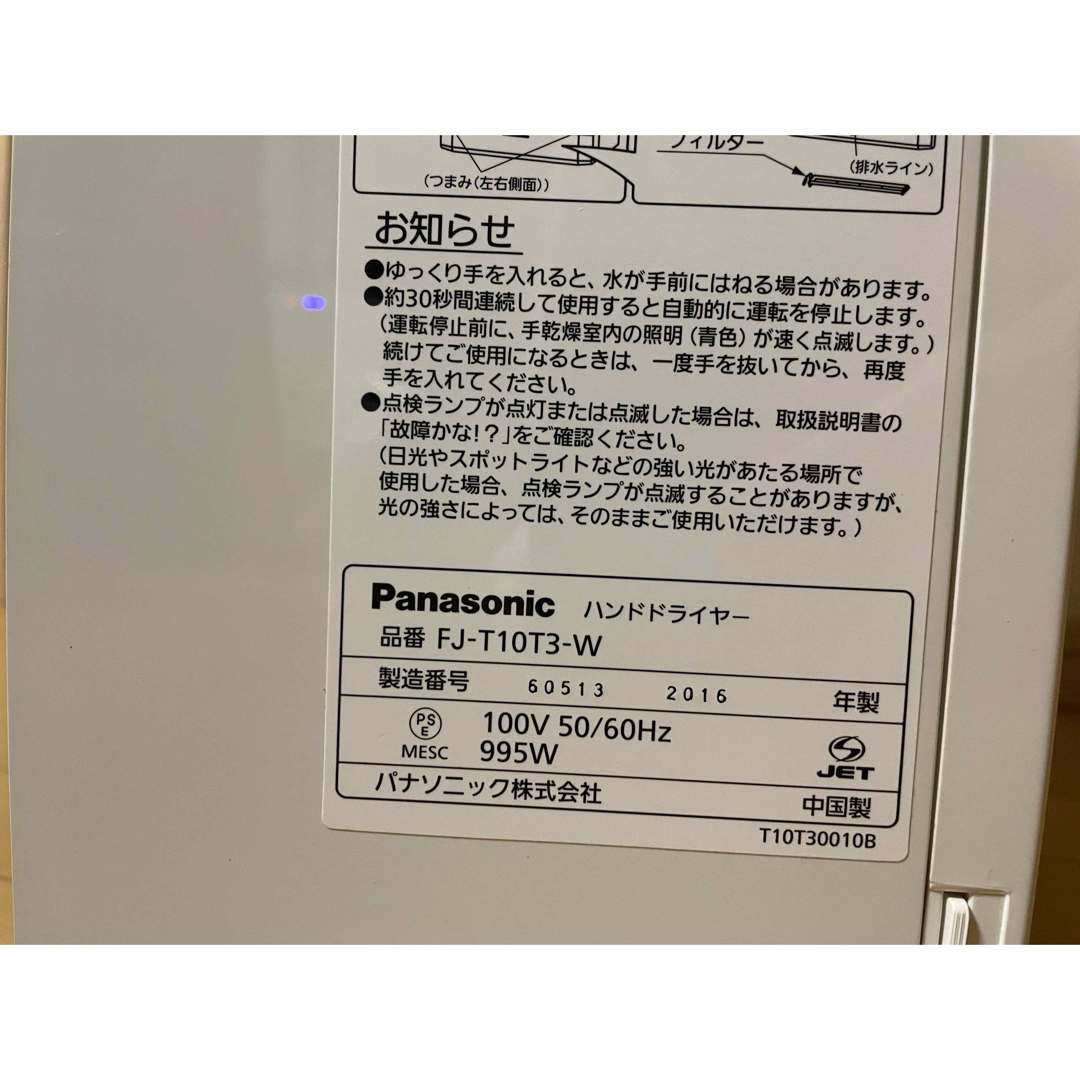 フィルター
(排水ライン)
(つまみ(左右側面))
お知らせ
●ゆっくり手を入れると、水が手前にはねる場合があります。
●約30秒間連続して使用すると自動的に運転を停止します。
(運転停止前に、手乾燥室内の照明(青色)が速く点滅します。)
続けてご使用になるときは、一度手を抜いてから、再度
手を入れてください。
●点検ランプが点灯または点滅した場合は、取扱説明書の
「故障かな!?」をご確認ください。
(日光やスポットライトなどの強い光があたる場所で
使用した場合、点検ランプが点滅することがありますが、
光の強さによっては、そのままご使用いただけます。)
Panasonic ハンドドライヤー
品番 FJ-T10T3-W
製造番号 60513 2016 年製
PS
E
MESC
100V 50/60Hz
995W
JET
パナソニック株式会社
中国製
T10T30010B